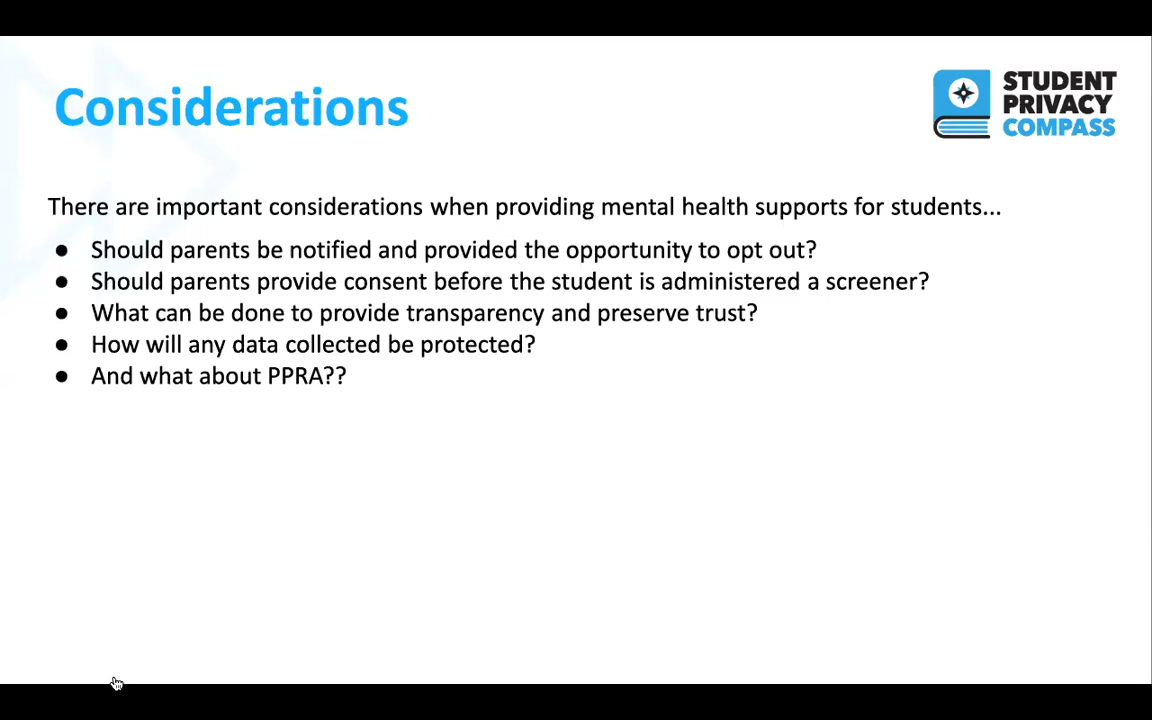 Considerations
STUDENT
PRIVACY
COMPASS
There are important considerations when providing mental health supports for students...
● Should parents be notified and provided the opportunity to opt out?
● Should parents provide consent before the student is administered a screener?
● What can be done to provide transparency and preserve trust?
● How will any data collected be protected?
● And what about PPRA??